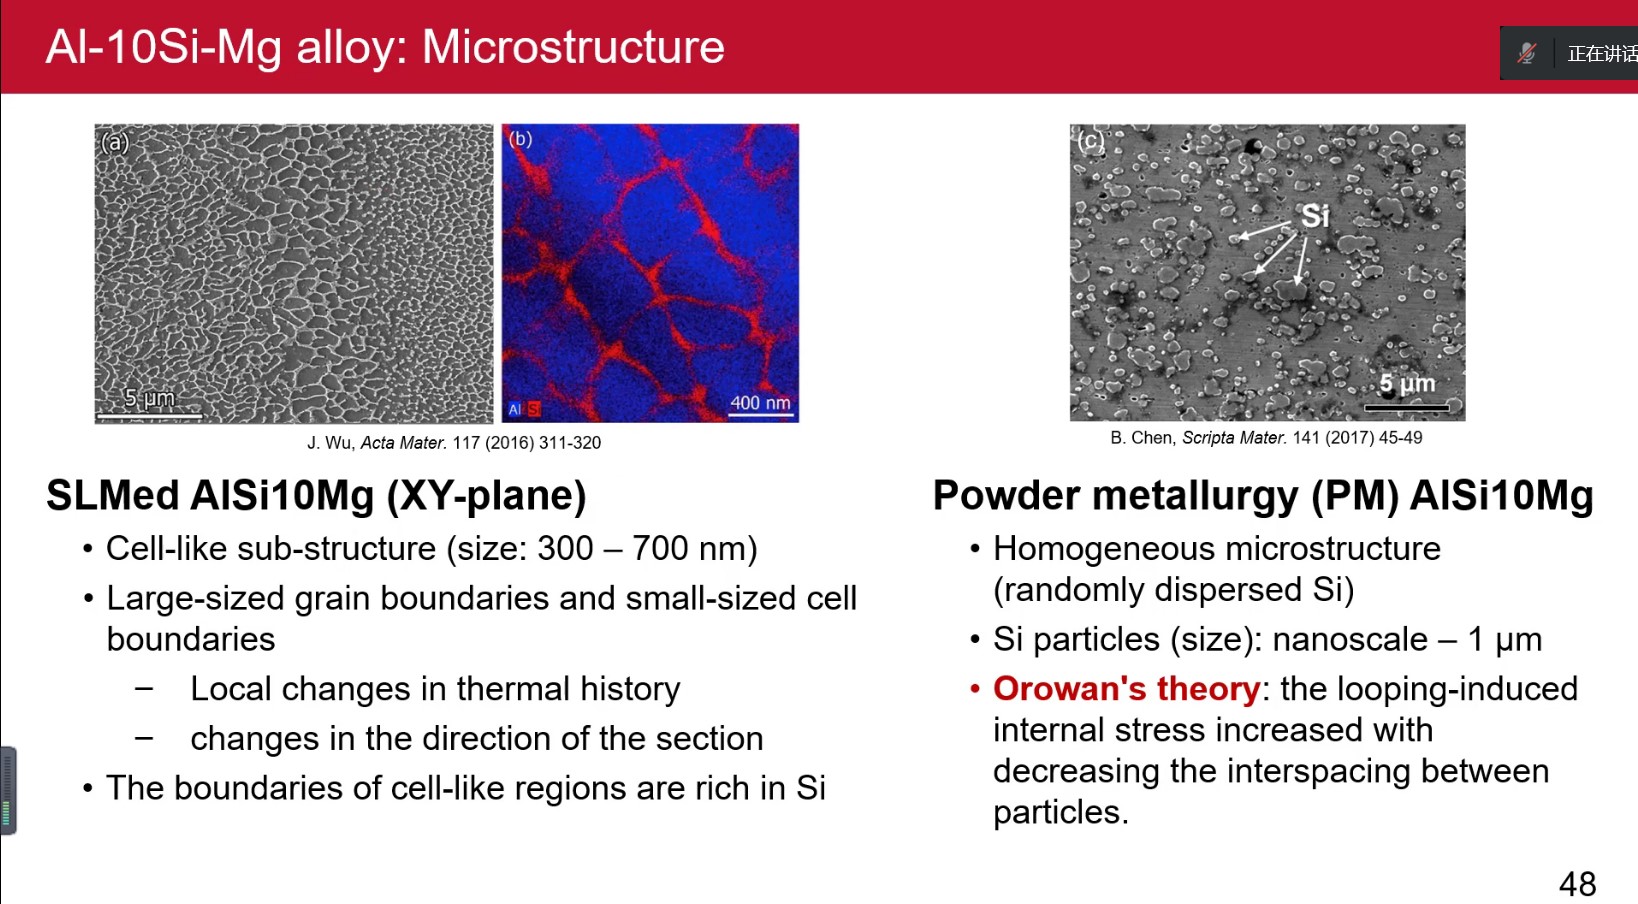 Al-10Si-Mg alloy: Microstructure
正在讲话
(a)
5 µm
(b)
Al Si
400 nm
(c)
Si
5 µm
J. Wu, Acta Mater. 117 (2016) 311-320
B. Chen, Scripta Mater. 141 (2017) 45-49
SLMed AlSi10Mg (XY-plane)
• Cell-like sub-structure (size: 300 – 700 nm)
• Large-sized grain boundaries and small-sized cell
boundaries
– Local changes in thermal history
– changes in the direction of the section
• The boundaries of cell-like regions are rich in Si
Powder metallurgy (PM) AlSi10Mg
• Homogeneous microstructure
(randomly dispersed Si)
• Si particles (size): nanoscale – 1 µm
• Orowan's theory: the looping-induced
internal stress increased with
decreasing the interspacing between
particles.
48